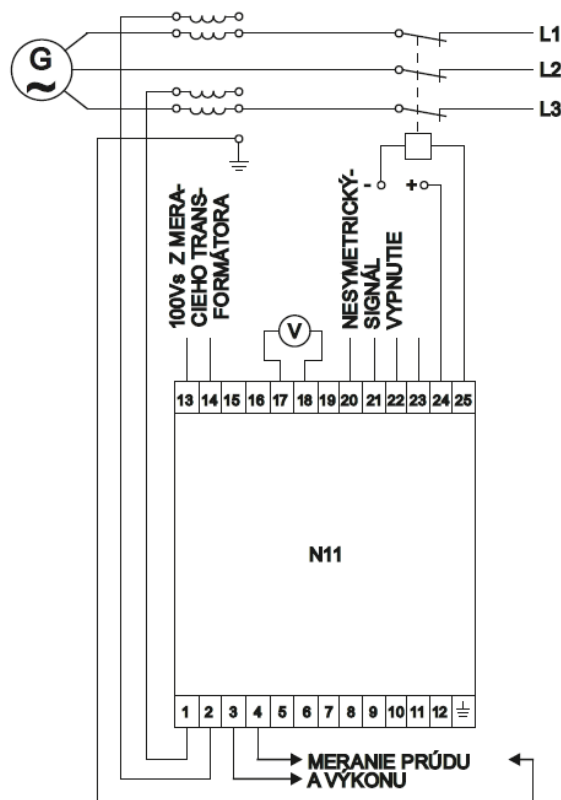 G
~
L1
L2
L3
- +
100Vs Z MERA-
CIEHO TRANS-
FORMÁTORA
V
NESYMETRICKÝ-
SIGNÁL
VYPNUTIE
13 14 15 16 17 18 19 20 21 22 23 24 25
N11
1 2 3 4 5 6 7 8 9 10 11 12
MERANIE PRÚDU
A VÝKONU